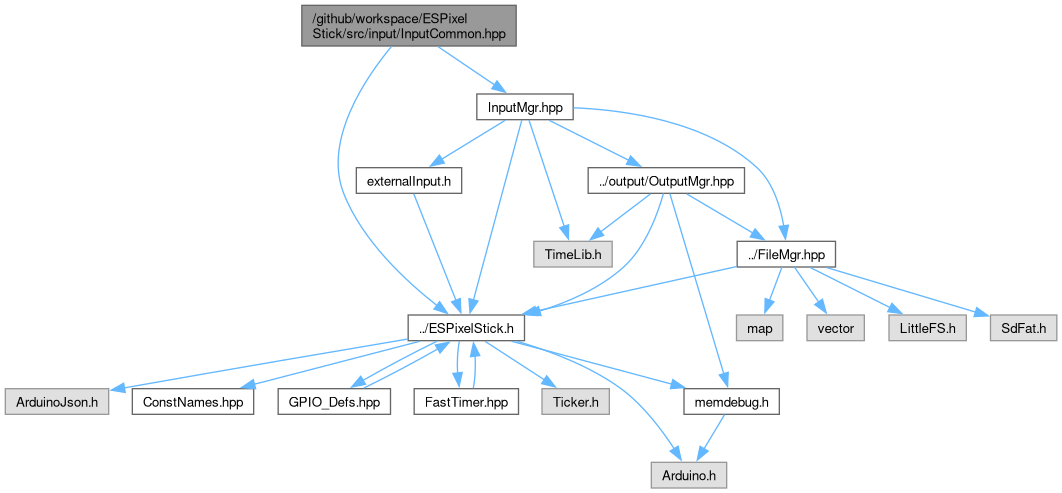 /github/workspace/ESPixel
Stick/src/input/InputCommon.hpp
InputMgr.hpp
externalInput.h
../output/OutputMgr.hpp
TimeLib.h
../FileMgr.hpp
../ESPixelStick.h
map
vector
LittleFS.h
SdFat.h
ArduinoJson.h
ConstNames.hpp
GPIO_Defs.hpp
FastTimer.hpp
Ticker.h
memdebug.h
Arduino.h